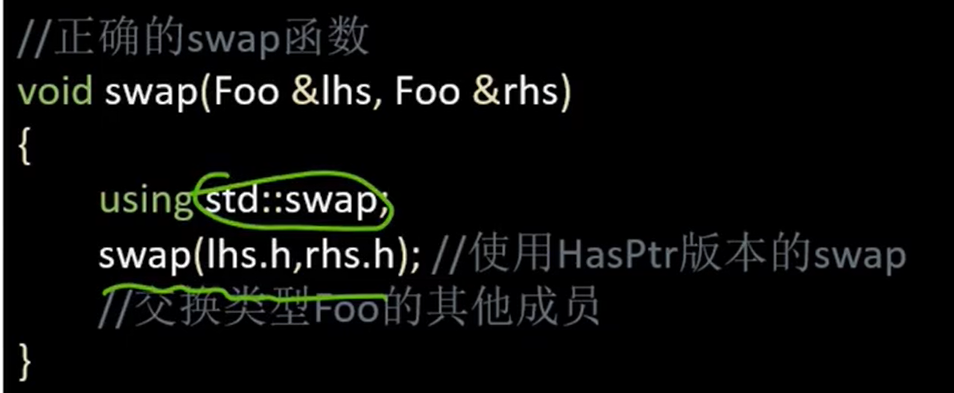 //正确的swap函数
void swap(Foo &lhs, Foo &rhs)
{
using std::swap;
swap(lhs.h,rhs.h); //使用HasPtr版本的swap
//交换类型Foo的其他成员
}